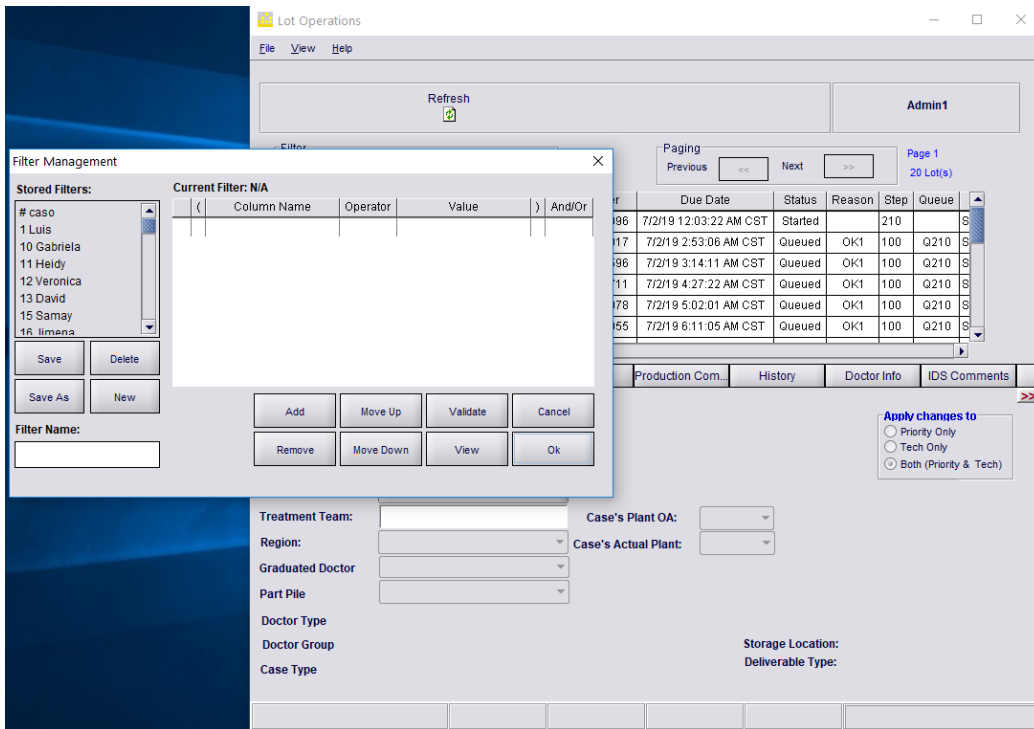 Lot Operations
File View Help
Refresh
Admin1
Filter
Paging
Previous << Next >>
Page 1
20 Lot(s)
Filter Management
Stored Filters:
# caso
1 Luis
10 Gabriela
11 Heidy
12 Veronica
13 David
15 Samay
16 Jimena
Save Delete
Save As New
Filter Name:
Current Filter: N/A
( Column Name Operator Value ) And/Or
Add Move Up Validate Cancel
Remove Move Down View Ok
Due Date Status Reason Step Queue
7/2/19 12:03:22 AM CST Started 210 S
7/2/19 2:53:06 AM CST Queued OK1 100 Q210 S
7/2/19 3:14:11 AM CST Queued OK1 100 Q210 S
7/2/19 4:27:22 AM CST Queued OK1 100 Q210 S
7/2/19 5:02:01 AM CST Queued OK1 100 Q210 S
7/2/19 6:11:05 AM CST Queued OK1 100 Q210 S
Production Com... History Doctor Info IDS Comments
>>
Apply changes to
Priority Only
Tech Only
Both (Priority & Tech)
Treatment Team: Case's Plant OA:
Region: Case's Actual Plant:
Graduated Doctor
Part Pile
Doctor Type
Doctor Group Storage Location:
Case Type Deliverable Type: